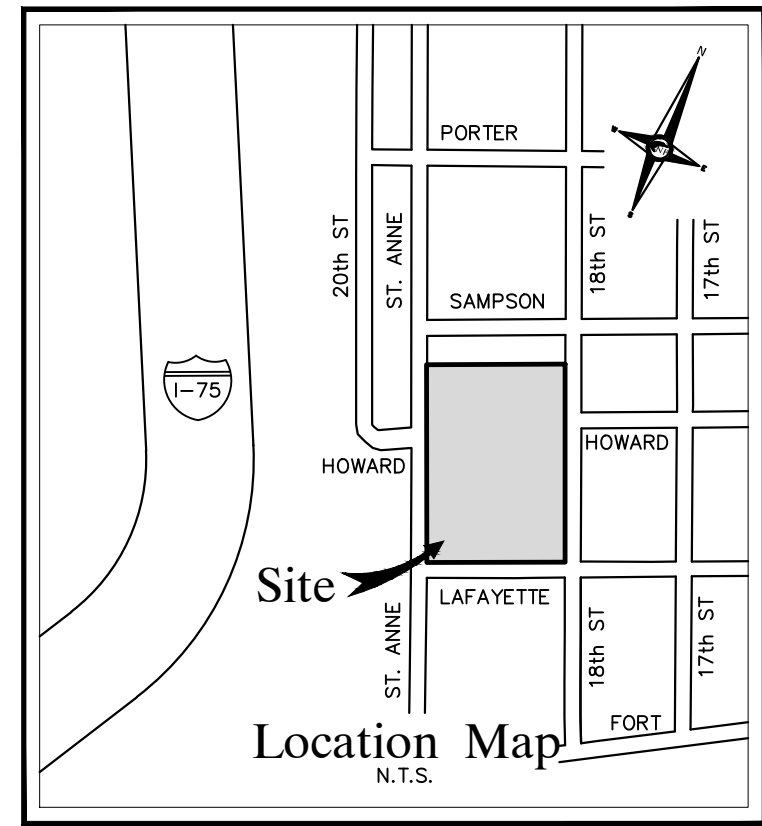 N
PORTER
20th ST
ST. ANNE
18th ST
17th ST
SAMPSON
I-75
HOWARD
HOWARD
Site
LAFAYETTE
ST. ANNE
18th ST
17th ST
FORT
Location Map
N.T.S.